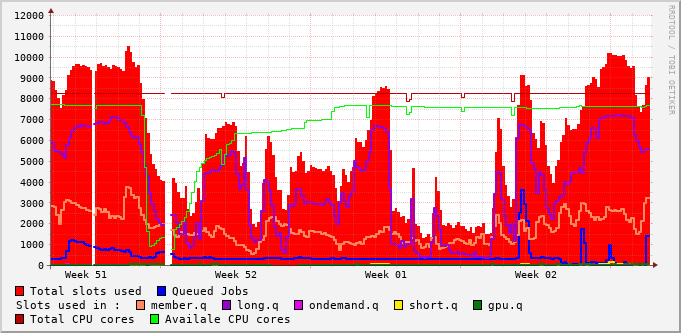 12000
11000
10000
9000
8000
7000
6000
5000
4000
3000
2000
1000
0
Week 51 Week 52 Week 01 Week 02
Total slots used Queued Jobs
Slots used in : member.q long.q ondemand.q short.q gpu.q
Total CPU cores Availale CPU cores
RRDTOOL / TOBI OETIKER